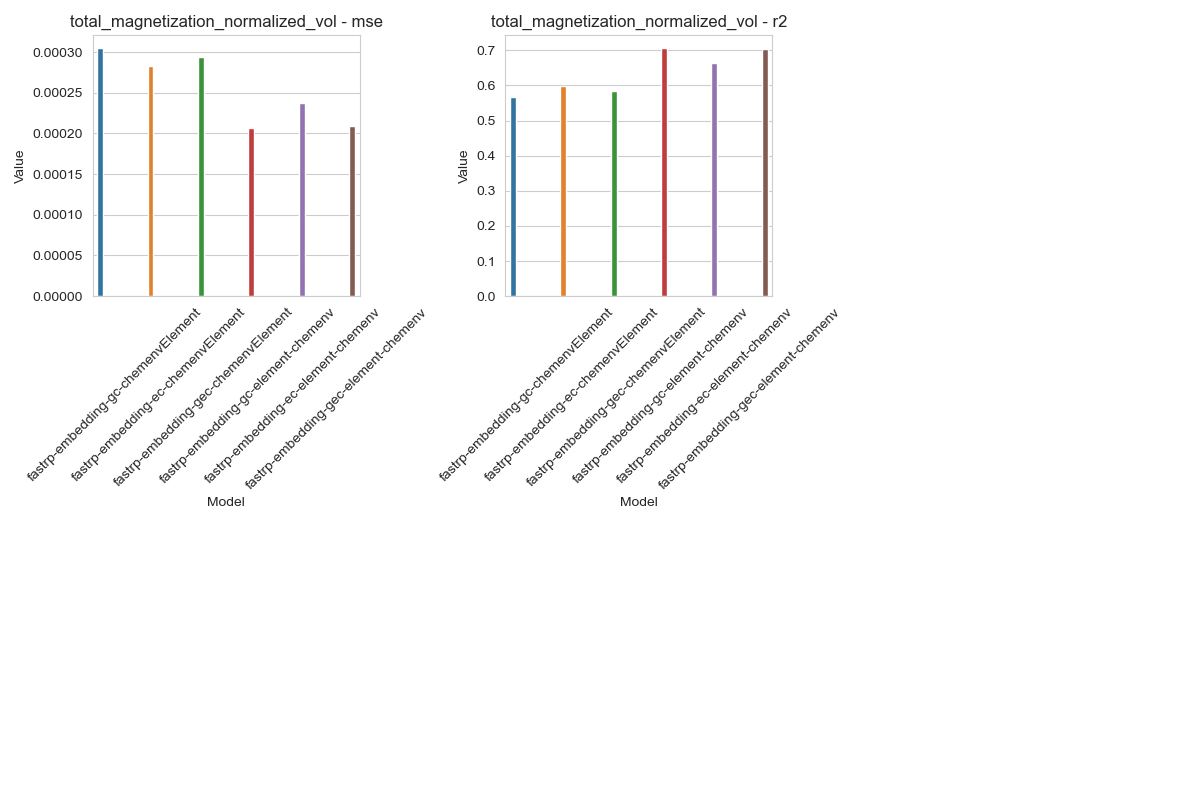 total_magnetization_normalized_vol - mse
Value
0.00030
0.00025
0.00020
0.00015
0.00010
0.00005
0.00000
fastrp-embedding-gc-chemenvElement
fastrp-embedding-ec-chemenvElement
fastrp-embedding-gec-chemenvElement
fastrp-embedding-gc-element-chemenv
fastrp-embedding-ec-element-chemenv
fastrp-embedding-gec-element-chemenv
Model
total_magnetization_normalized_vol - r2
Value
0.7
0.6
0.5
0.4
0.3
0.2
0.1
0.0
fastrp-embedding-gc-chemenvElement
fastrp-embedding-ec-chemenvElement
fastrp-embedding-gec-chemenvElement
fastrp-embedding-gc-element-chemenv
fastrp-embedding-ec-element-chemenv
fastrp-embedding-gec-element-chemenv
Model